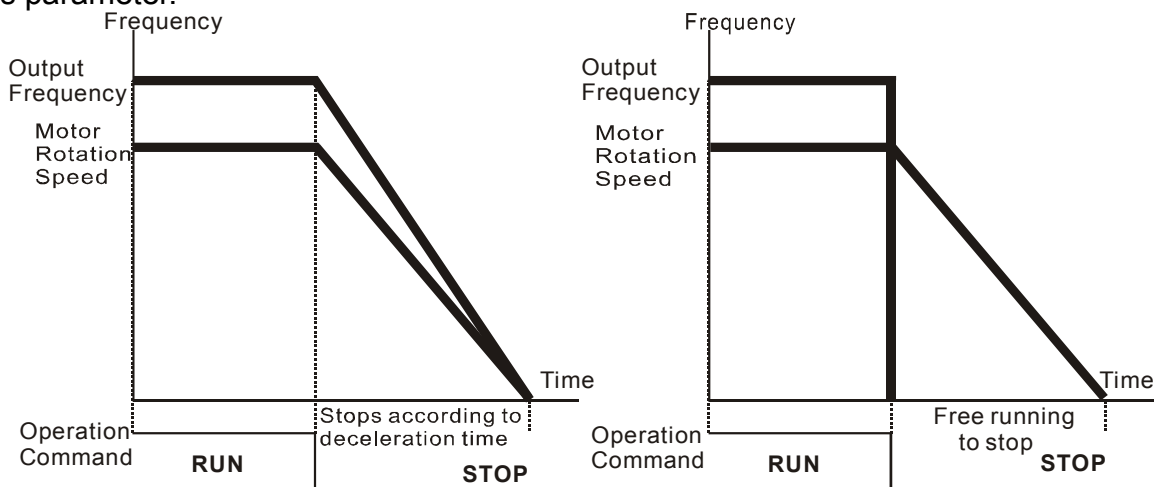 parameter.
Frequency
Output
Frequency
Motor
Rotation
Speed
Time
Stops according to
deceleration time
Operation
Command
RUN
STOP
Frequency
Output
Frequency
Motor
Rotation
Speed
Time
Free running
to stop
Operation
Command
RUN
STOP